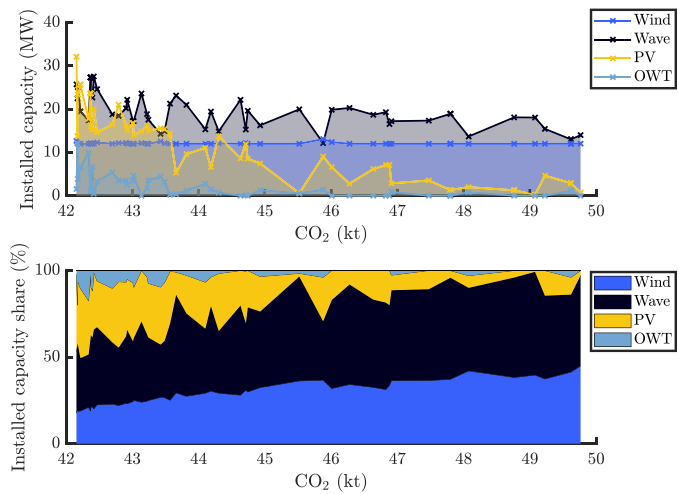 Installed capacity (MW)
40
30
20
10
0
42 43 44 45 46 47 48 49 50
CO₂ (kt)
Wind
Wave
PV
OWT
Installed capacity share (%)
100
50
0
42 43 44 45 46 47 48 49 50
CO₂ (kt)
Wind
Wave
PV
OWT